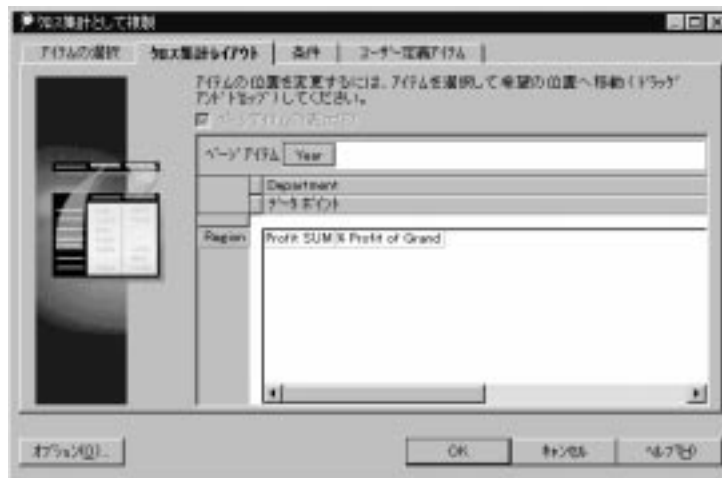 クロス集計として複製
アイテムの選択 クロス集計レイアウト 条件 ユーザー定義アイテム
アイテムの位置を変更するには、アイテムを選択して希望の位置へ移動(ドラッグ
アンド ドロップ)してください。
ページ アイテム Year
Department
データ ポイント
Region Profit SUM % Profit of Grand
オプション(O)... OK キャンセル ヘルプ(H)